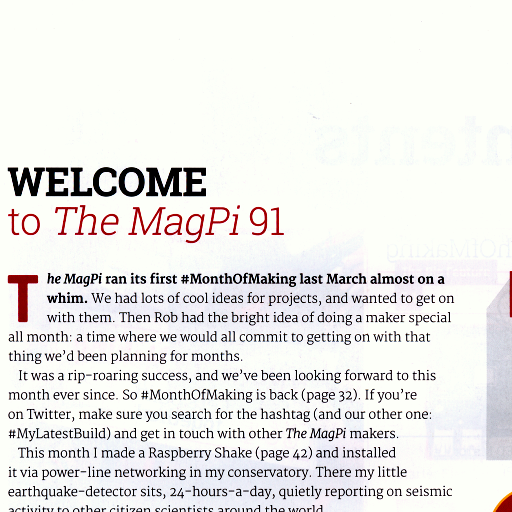 WELCOME
to The MagPi 91
The MagPi ran its first #MonthOfMaking last March almost on a
whim. We had lots of cool ideas for projects, and wanted to get on
with them. Then Rob had the bright idea of doing a maker special
all month: a time where we would all commit to getting on with that
thing we'd been planning for months.
It was a rip-roaring success, and we've been looking forward to this
month ever since. So #MonthOfMaking is back (page 32). If you're
on Twitter, make sure you search for the hashtag (and our other one:
#MyLatestBuild) and get in touch with other The MagPi makers.
This month I made a Raspberry Shake (page 42) and installed
it via power-line networking in my conservatory. There my little
earthquake-detector sits, 24-hours-a-day, quietly reporting on seismic
activity to other citizen scientists around the world.